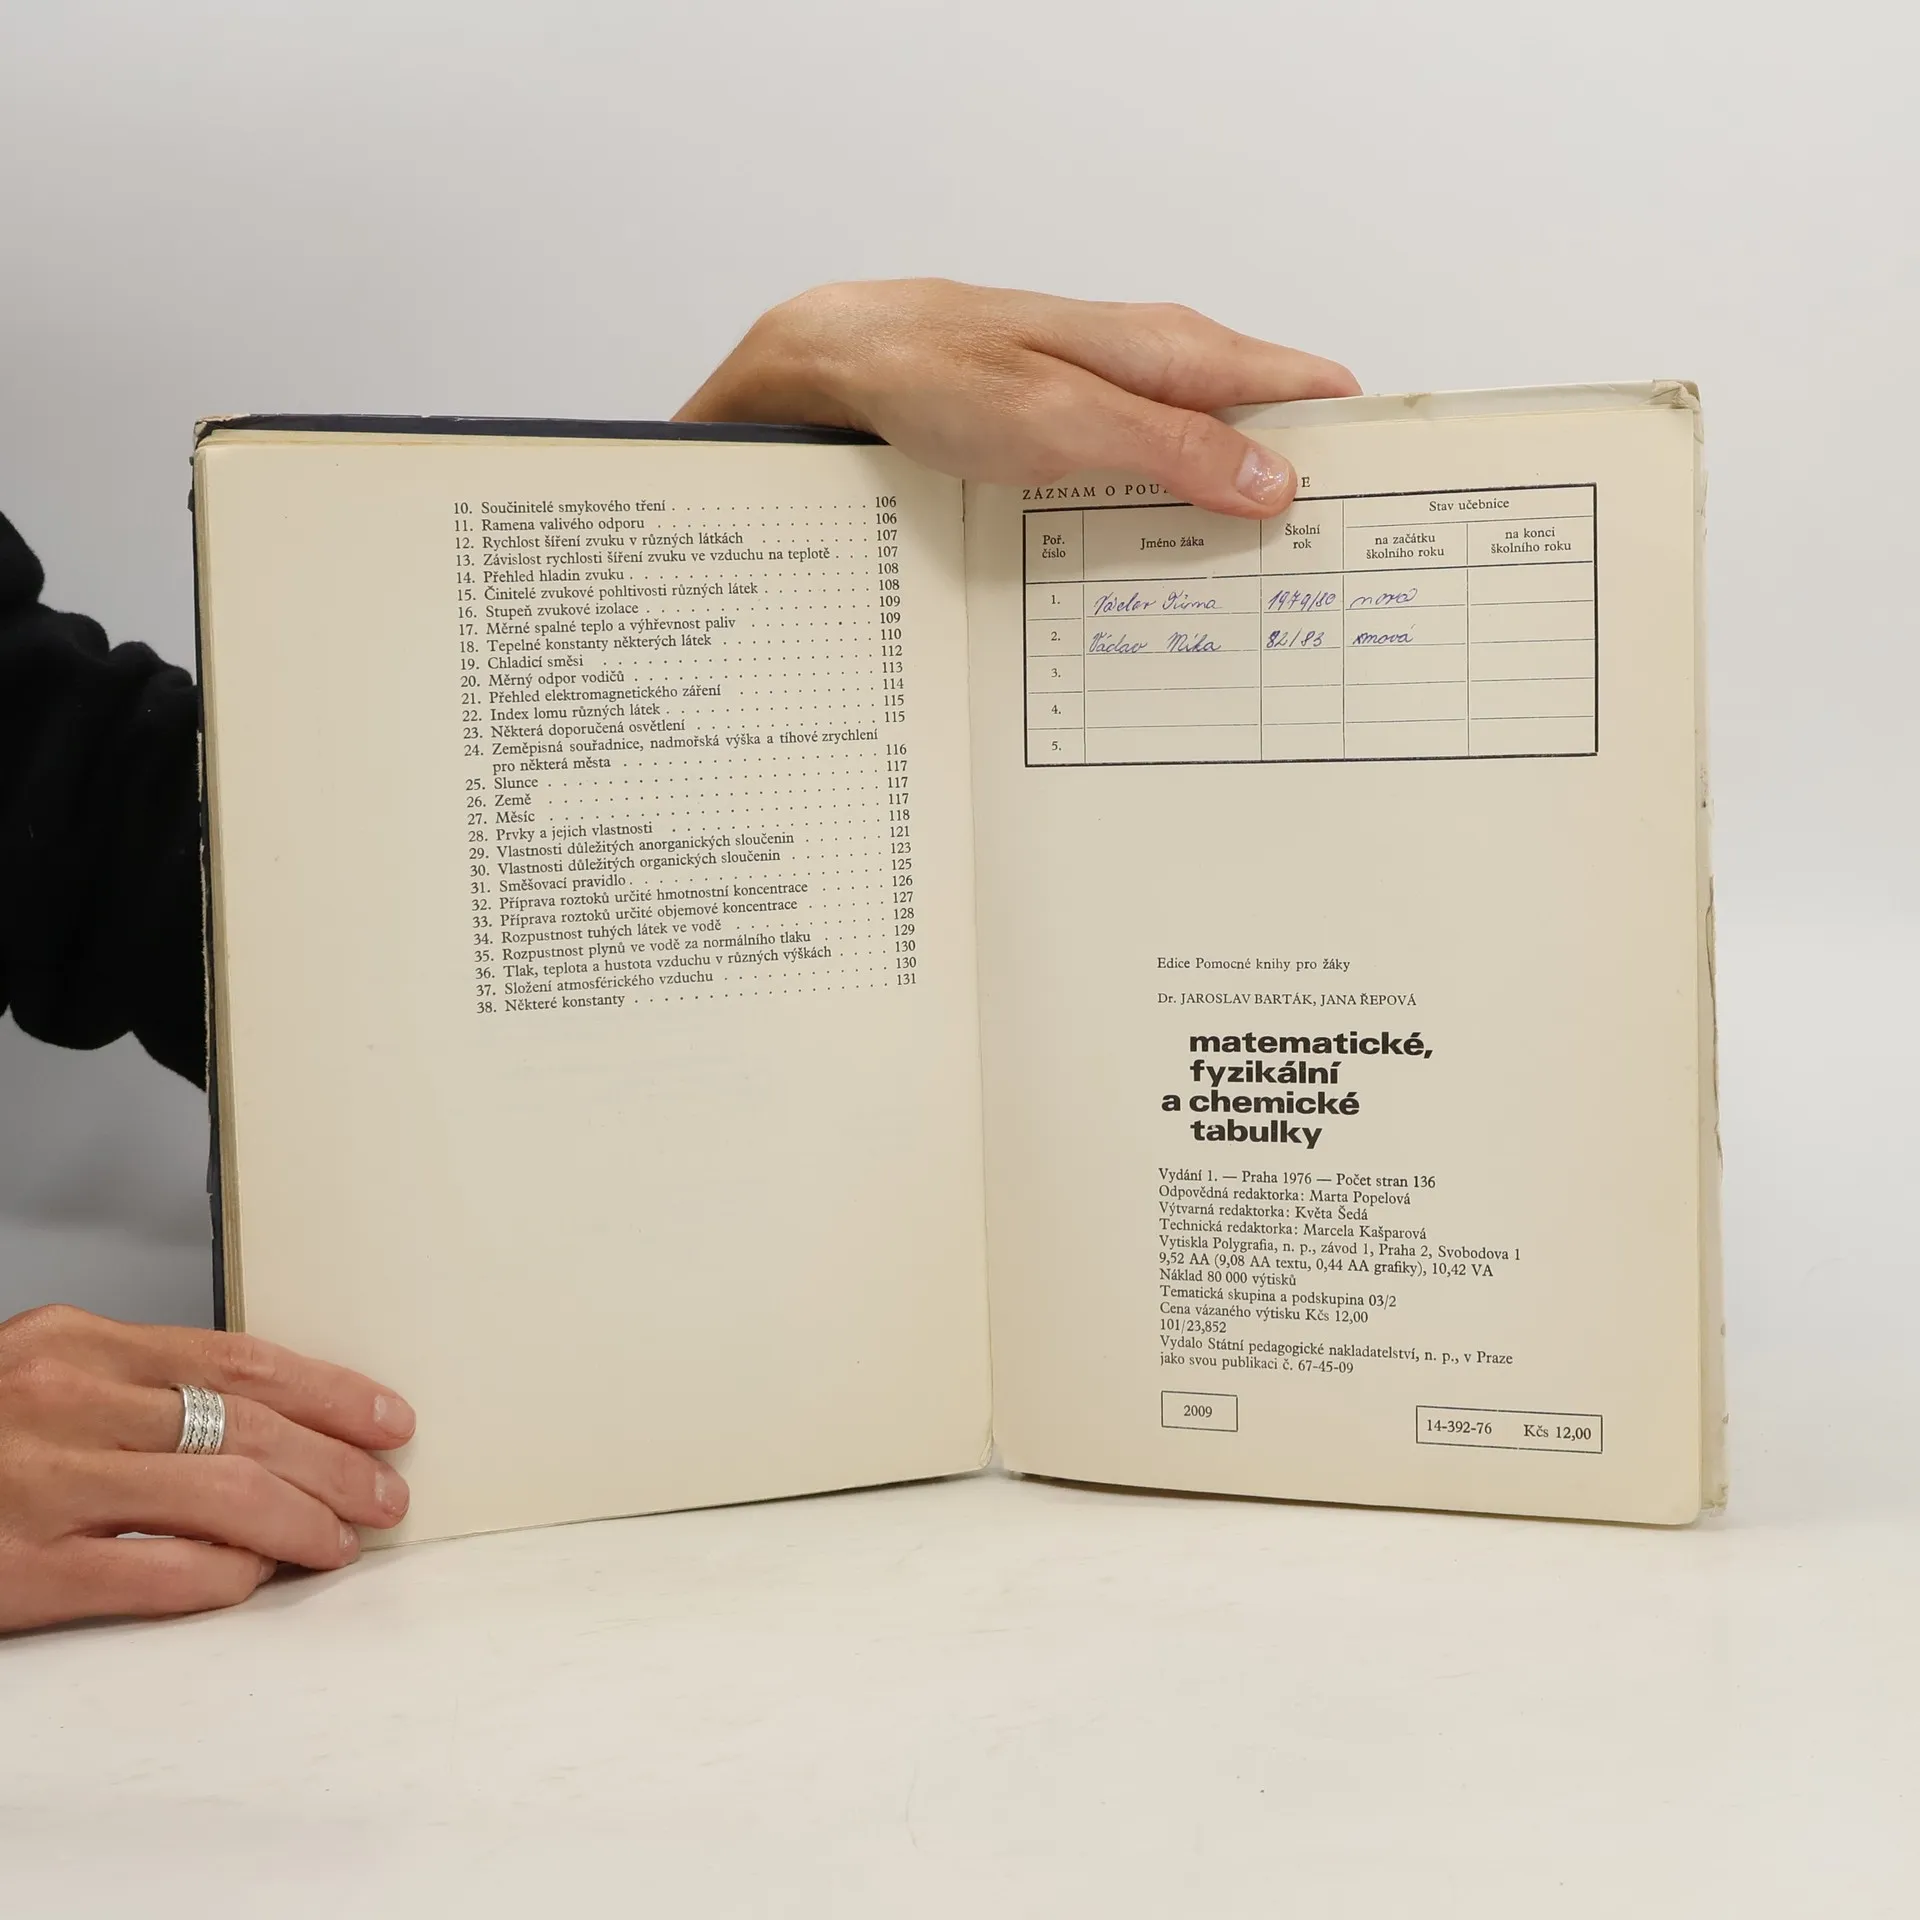 10. Součinitelé smykového tření . . . . . . . . . . . . . . 106
11. Ramena valivého odporu . . . . . . . . . . . . . . 106
12. Rychlost šíření zvuku v různých látkách . . . . . . . 107
13. Závislost rychlosti šíření zvuku ve vzduchu na teplotě . . . 107
14. Přehled hladin zvuku . . . . . . . . . . . . . . . . 108
15. Činitelé zvukové pohltivosti různých látek . . . . . . . 108
16. Stupeň zvukové izolace . . . . . . . . . . . . . . . 109
17. Měrné spalné teplo a výhřevnost paliv . . . . . . . . 109
18. Tepelné konstanty některých látek . . . . . . . . . . 110
19. Chladicí směsi . . . . . . . . . . . . . . . . . 112
20. Měrný odpor vodičů . . . . . . . . . . . . . . . . 113
21. Přehled elektromagnetického záření . . . . . . . . . 114
22. Index lomu různých látek . . . . . . . . . . . . . . 115
23. Některá doporučená osvětlení . . . . . . . . . . . . 115
24. Zeměpisná souřadnice, nadmořská výška a tíhové zrychlení
pro některá města . . . . . . . . . . . . . . . . . 116
25. Slunce . . . . . . . . . . . . . . . . . . . . . 117
26. Země . . . . . . . . . . . . . . . . . . . . . 117
27. Měsíc . . . . . . . . . . . . . . . . . . . . . 117
28. Prvky a jejich vlastnosti . . . . . . . . . . . . . 118
29. Vlastnosti důležitých anorganických sloučenin . . . . . 121
30. Vlastnosti důležitých organických sloučenin . . . . . . 123
31. Směšovací pravidlo . . . . . . . . . . . . . . . . 125
32. Příprava roztoků určité hmotnostní koncentrace . . . . . 126
33. Příprava roztoků určité objemové koncentrace . . . . . . 127
34. Rozpustnost tuhých látek ve vodě . . . . . . . . . . 128
35. Rozpustnost plynů ve vodě za normálního tlaku . . . . . 129
36. Tlak, teplota a hustota vzduchu v různých výškách . . . . 130
37. Složení atmosférického vzduchu . . . . . . . . . . . 130
38. Některé konstanty . . . . . . . . . . . . . . . . 131
ZÁZNAM O
Poř. číslo Jméno žáka Školní rok Stav učebnice
na začátku školního roku na konci školního roku
1. 1979/80 nová
2. Václav Míka 82/83 nová
3.
4.
5.
Edice Pomocné knihy pro žáky
Dr. JAROSLAV BARTÁK, JANA ŘEPOVÁ
matematické,
fyzikální
a chemické
tabulky
Vydání 1. — Praha 1976 — Počet stran 136
Odpovědná redaktorka: Marta Popelová
Výtvarná redaktorka: Květa Šedá
Technická redaktorka: Marcela Kašparová
Vytiskla Polygrafia, n. p., závod 1, Praha 2, Svobodova 1
9,52 AA (9,08 AA textu, 0,44 AA grafiky), 10,42 VA
Náklad 80 000 výtisků
Tematická skupina a podskupina 03/2
Cena vázaného výtisku Kčs 12,00
101/23,852
Vydalo Státní pedagogické nakladatelství, n. p., v Praze
jako svou publikaci č. 67-45-09
2009
14-392-76 Kčs 12,00